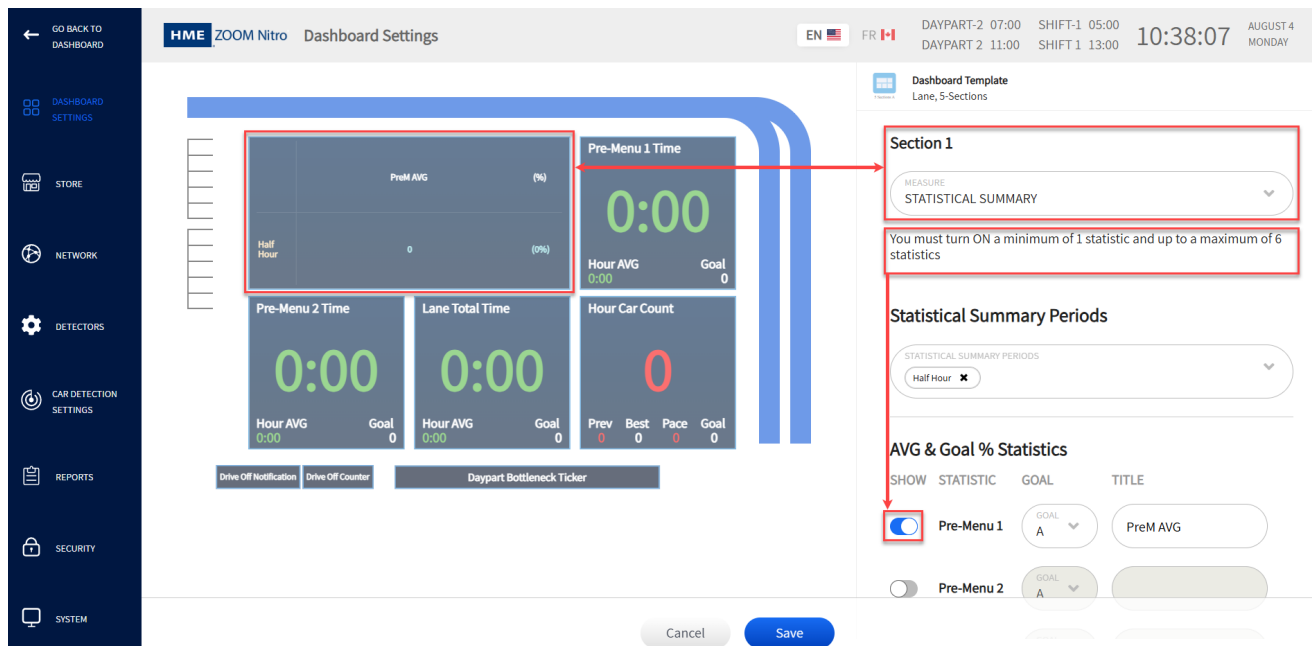 GO BACK TO
DASHBOARD
HME ZOOM Nitro Dashboard Settings
EN
FR
DAYPART-2 07:00 SHIFT-1 05:00
DAYPART 2 11:00 SHIFT 1 13:00
10:38:07
AUGUST 4
MONDAY
DASHBOARD
SETTINGS
STORE
NETWORK
DETECTORS
CAR DETECTION
SETTINGS
REPORTS
SECURITY
SYSTEM
PreM AVG (%)
Half
Hour
0 (0%)
Pre-Menu 1 Time
0:00
Hour AVG Goal
0:00 0
Pre-Menu 2 Time
0:00
Hour AVG Goal
0:00 0
Lane Total Time
0:00
Hour AVG Goal
0:00 0
Hour Car Count
0
Prev Best Pace Goal
0 0 0 0
Drive Off Notification
Drive Off Counter
Daypart Bottleneck Ticker
Cancel
Save
Dashboard Template
Lane, 5-Sections
Section 1
MEASURE
STATISTICAL SUMMARY
You must turn ON a minimum of 1 statistic and up to a maximum of 6
statistics
Statistical Summary Periods
STATISTICAL SUMMARY PERIODS
Half Hour ✖
AVG & Goal % Statistics
SHOW STATISTIC GOAL TITLE
Pre-Menu 1
GOAL
A
PreM AVG
Pre-Menu 2
GOAL
A